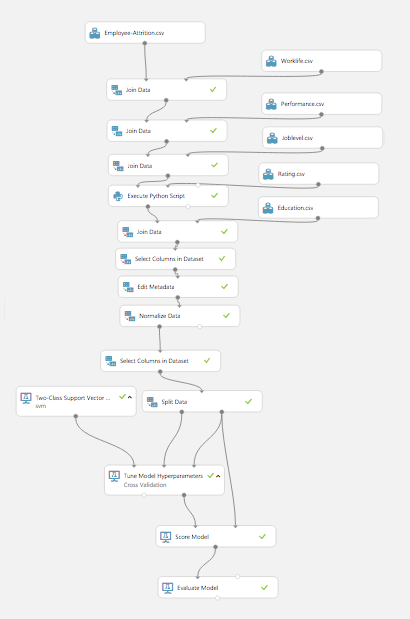 Employee-Attrition.csv
Worklife.csv
Join Data
Performance.csv
Join Data
Joblevel.csv
Join Data
Rating.csv
Execute Python Script
Education.csv
Join Data
Select Columns in Dataset
Edit Metadata
Normalize Data
Select Columns in Dataset
Two-Class Support Vector ...
svm
Split Data
Tune Model Hyperparameters
Cross Validation
Score Model
Evaluate Model